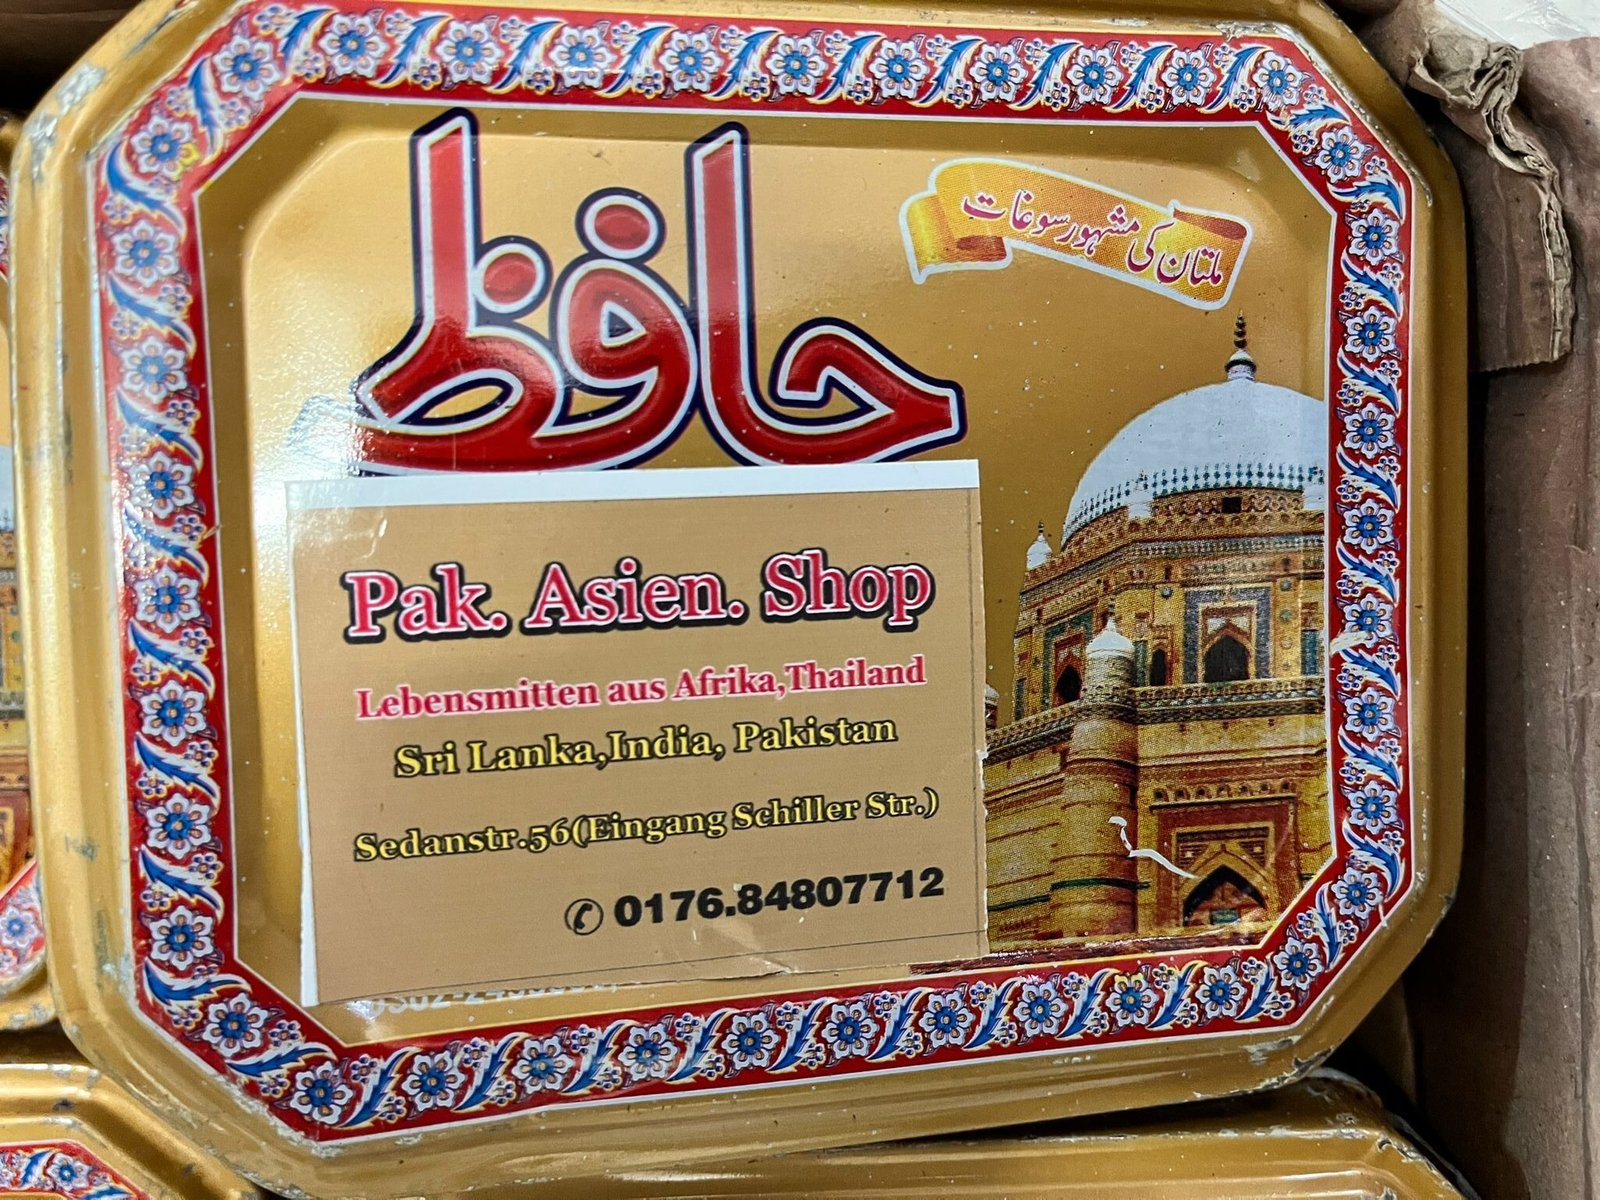 حافظ
ملتان کی مشہور سوغات
Pak. Asien. Shop
Lebensmitten aus Afrika,Thailand
Sri Lanka,India, Pakistan
Sedanstr.56(Eingang Schiller Str.)
✆ 0176.84807712